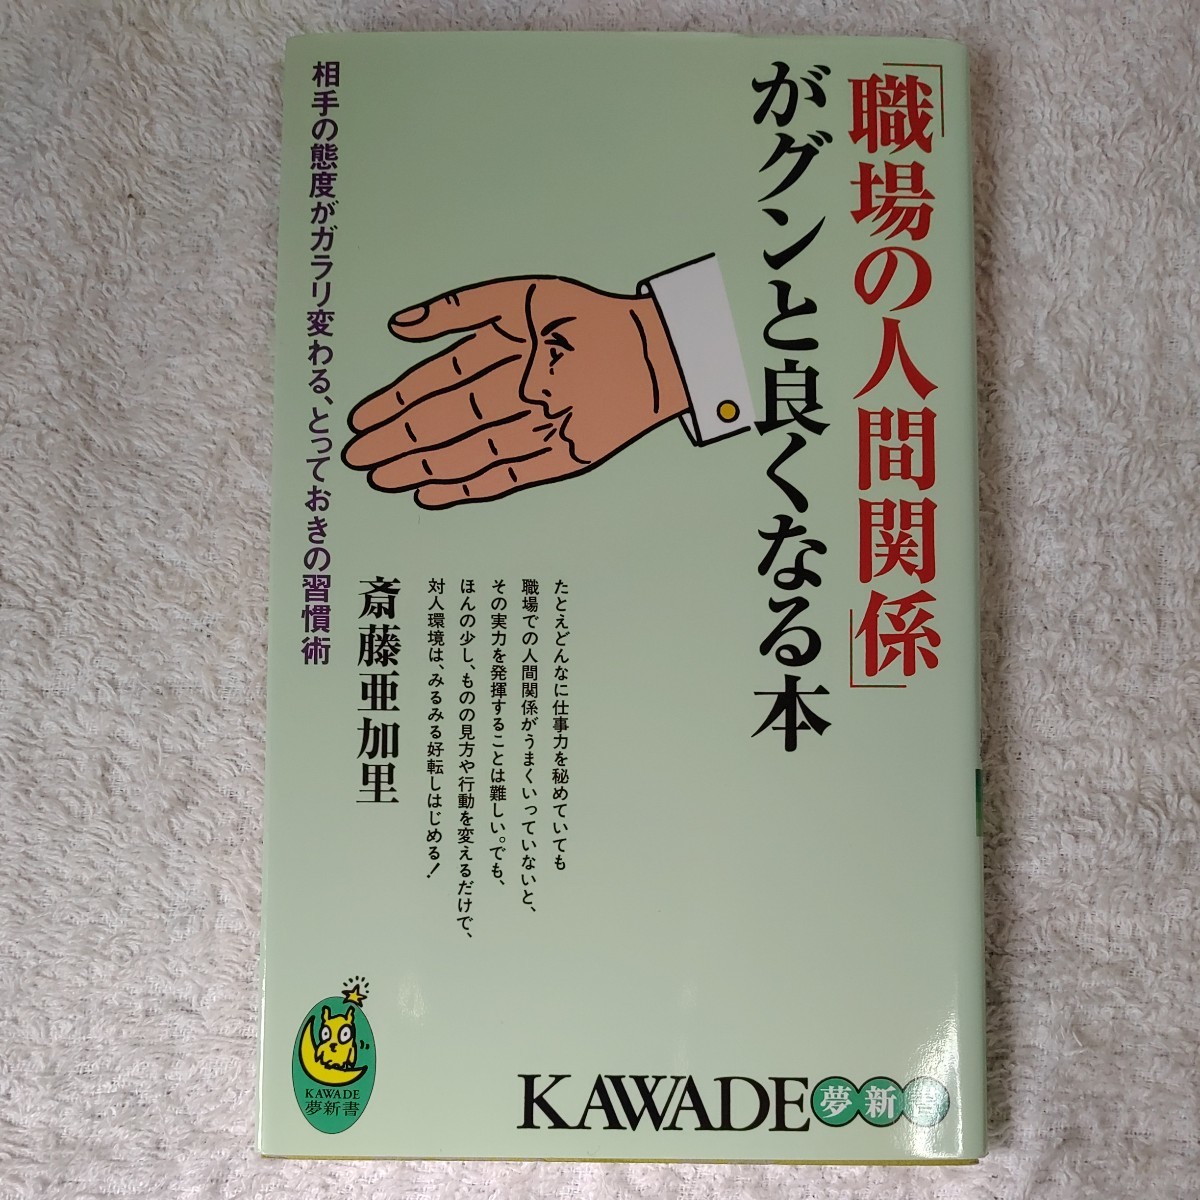 「職場の人間関係」
がグンと良くなる本
相手の態度がガラリ変わる、とっておきの習慣術
斎藤亜加里
たとえどんなに仕事力を秘めていても
職場での人間関係がうまくいっていないと、
その実力を発揮することは難しい。でも、
ほんの少し、ものの見方や行動を変えるだけで、
対人環境は、みるみる好転しはじめる!
KAWADE
夢新書
KAWADE夢新書